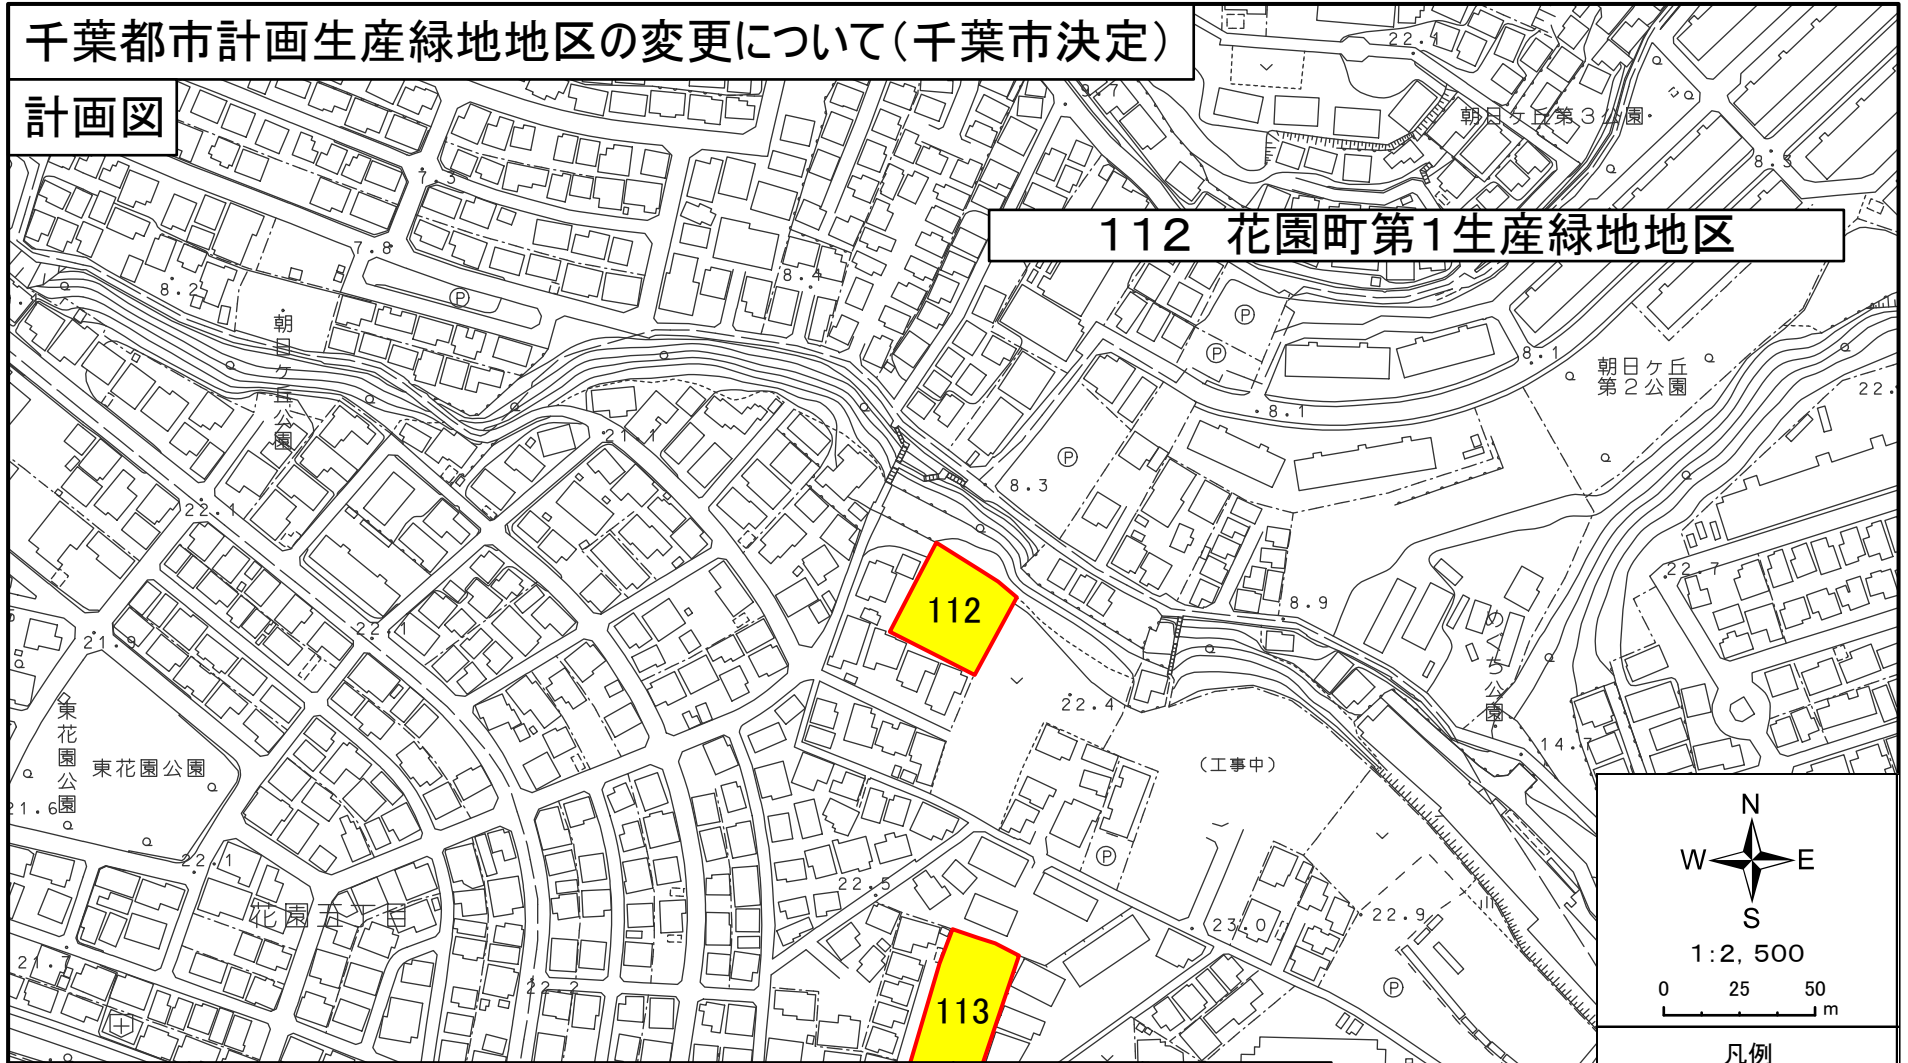 千葉都市計画生産緑地地区の変更について（千葉市決定）
計画図
112　花園町第1生産緑地地区
22.1
9.7
朝日ケ丘第3公園
8.3
7.8
8.4
8.2
P
朝日ケ丘公園
P
P
8.1
朝日ケ丘
第2公園
8.1
21.1
P
8.3
22.1
112
22.7
8.9
22.1
21.9
22.4
東花園公園
東花園公園
14.7
（工事中）
21.6
22.1
P
22.5
花園五丁目
22.9
23.0
21.7
22.2
P
113
N
W
E
S
1:2,500
0 25 50
m
凡例